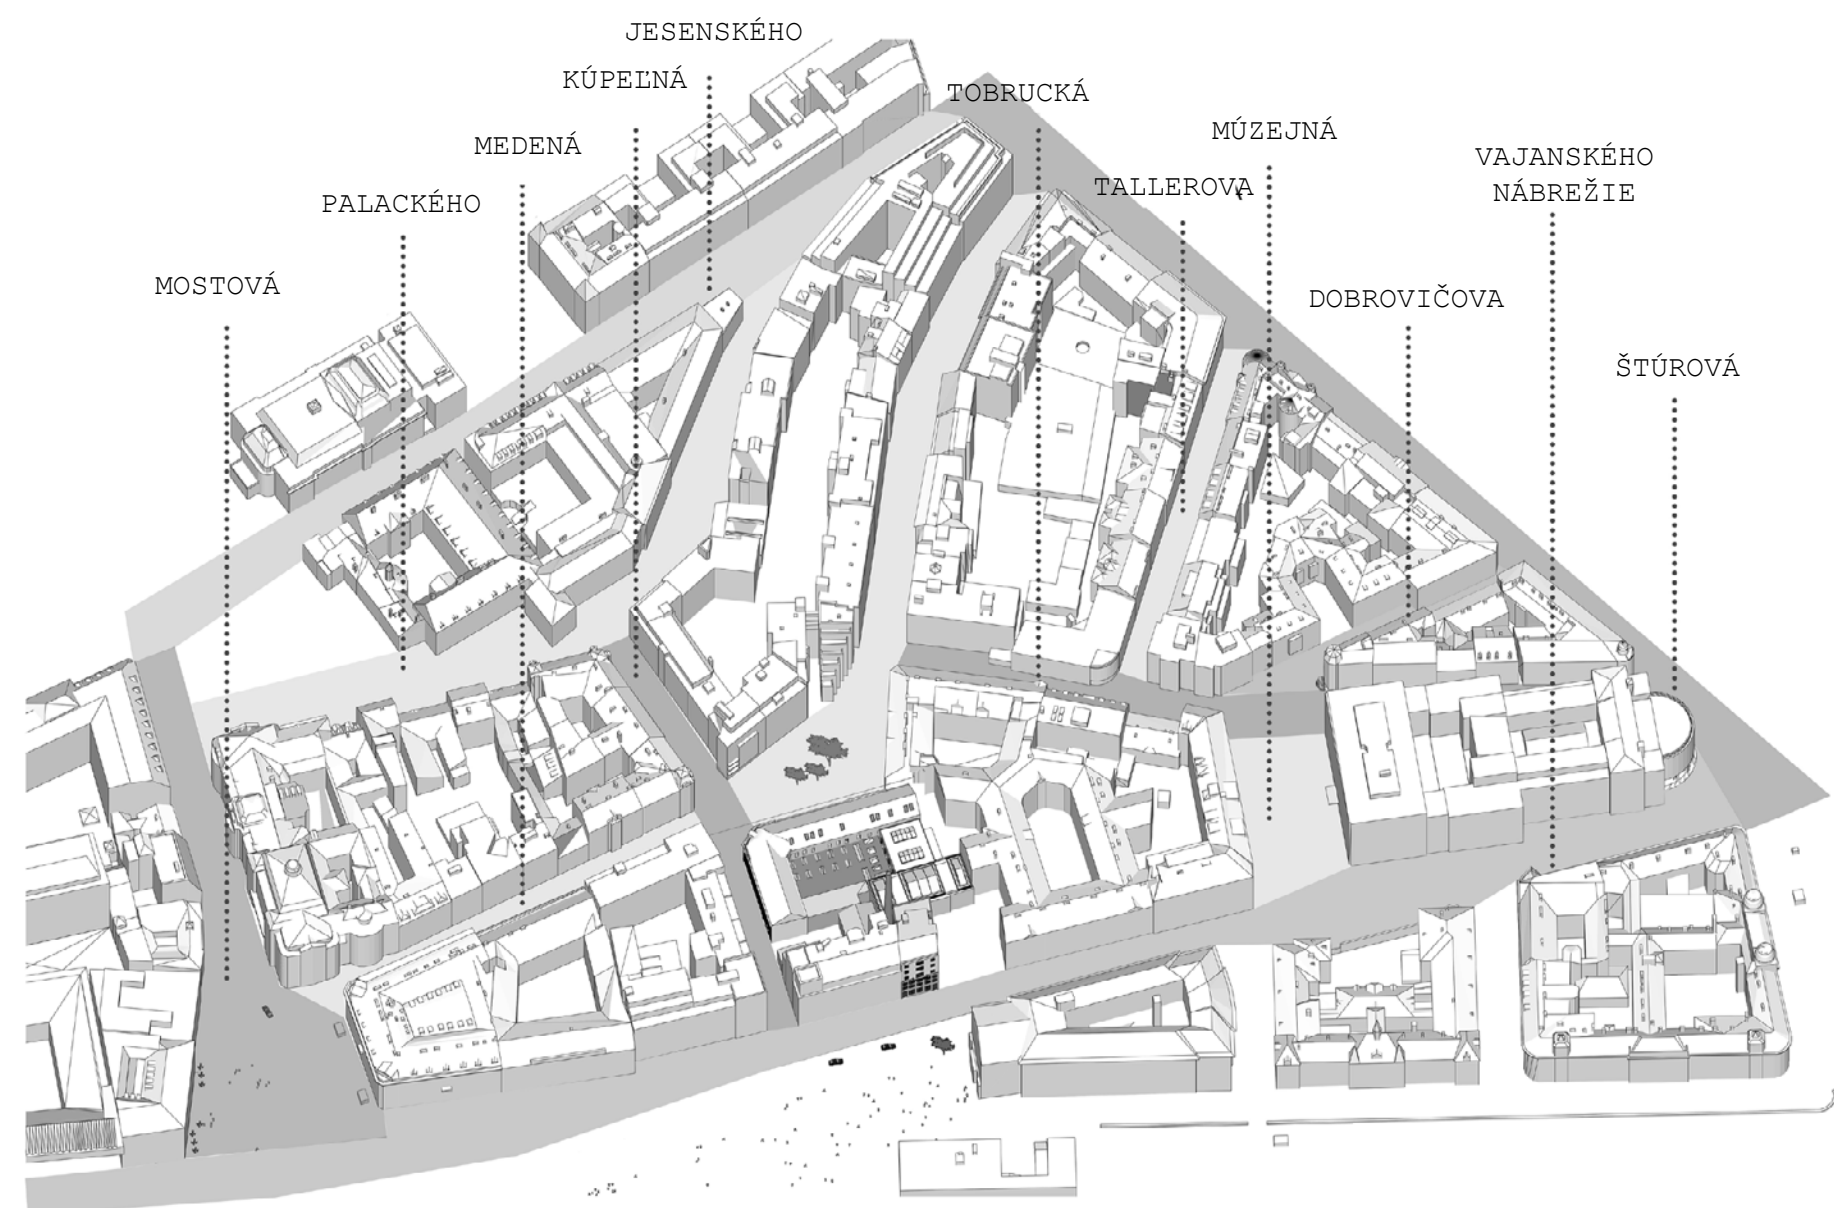 JESENSKÉHO
KÚPEĽNÁ
TOBRUCKÁ
MEDENÁ
MÚZEJNÁ
VAJANSKÉHO
NÁBREŽIE
PALACKÉHO
TALLEROVA
MOSTOVÁ
DOBROVIČOVA
ŠTÚROVÁ